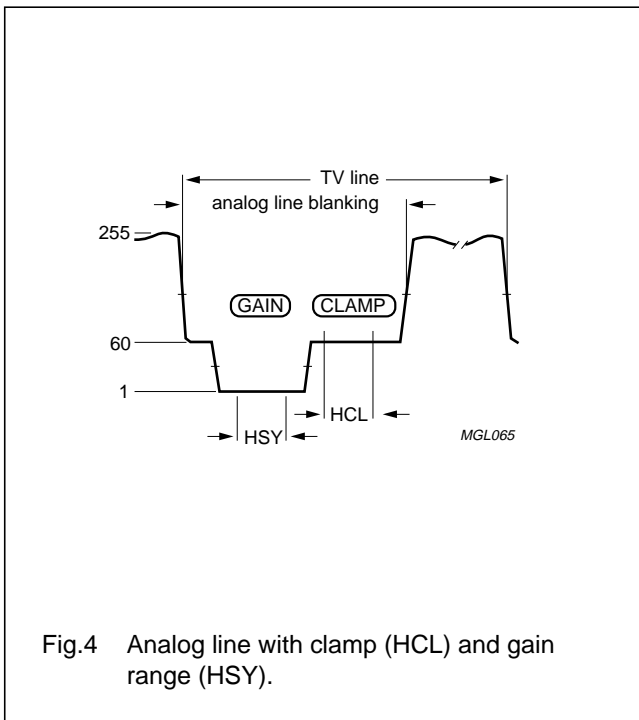 TV line
analog line blanking
255
GAIN CLAMP
60
1
HCL
HSY
MGL065
Fig.4 Analog line with clamp (HCL) and gain
range (HSY).